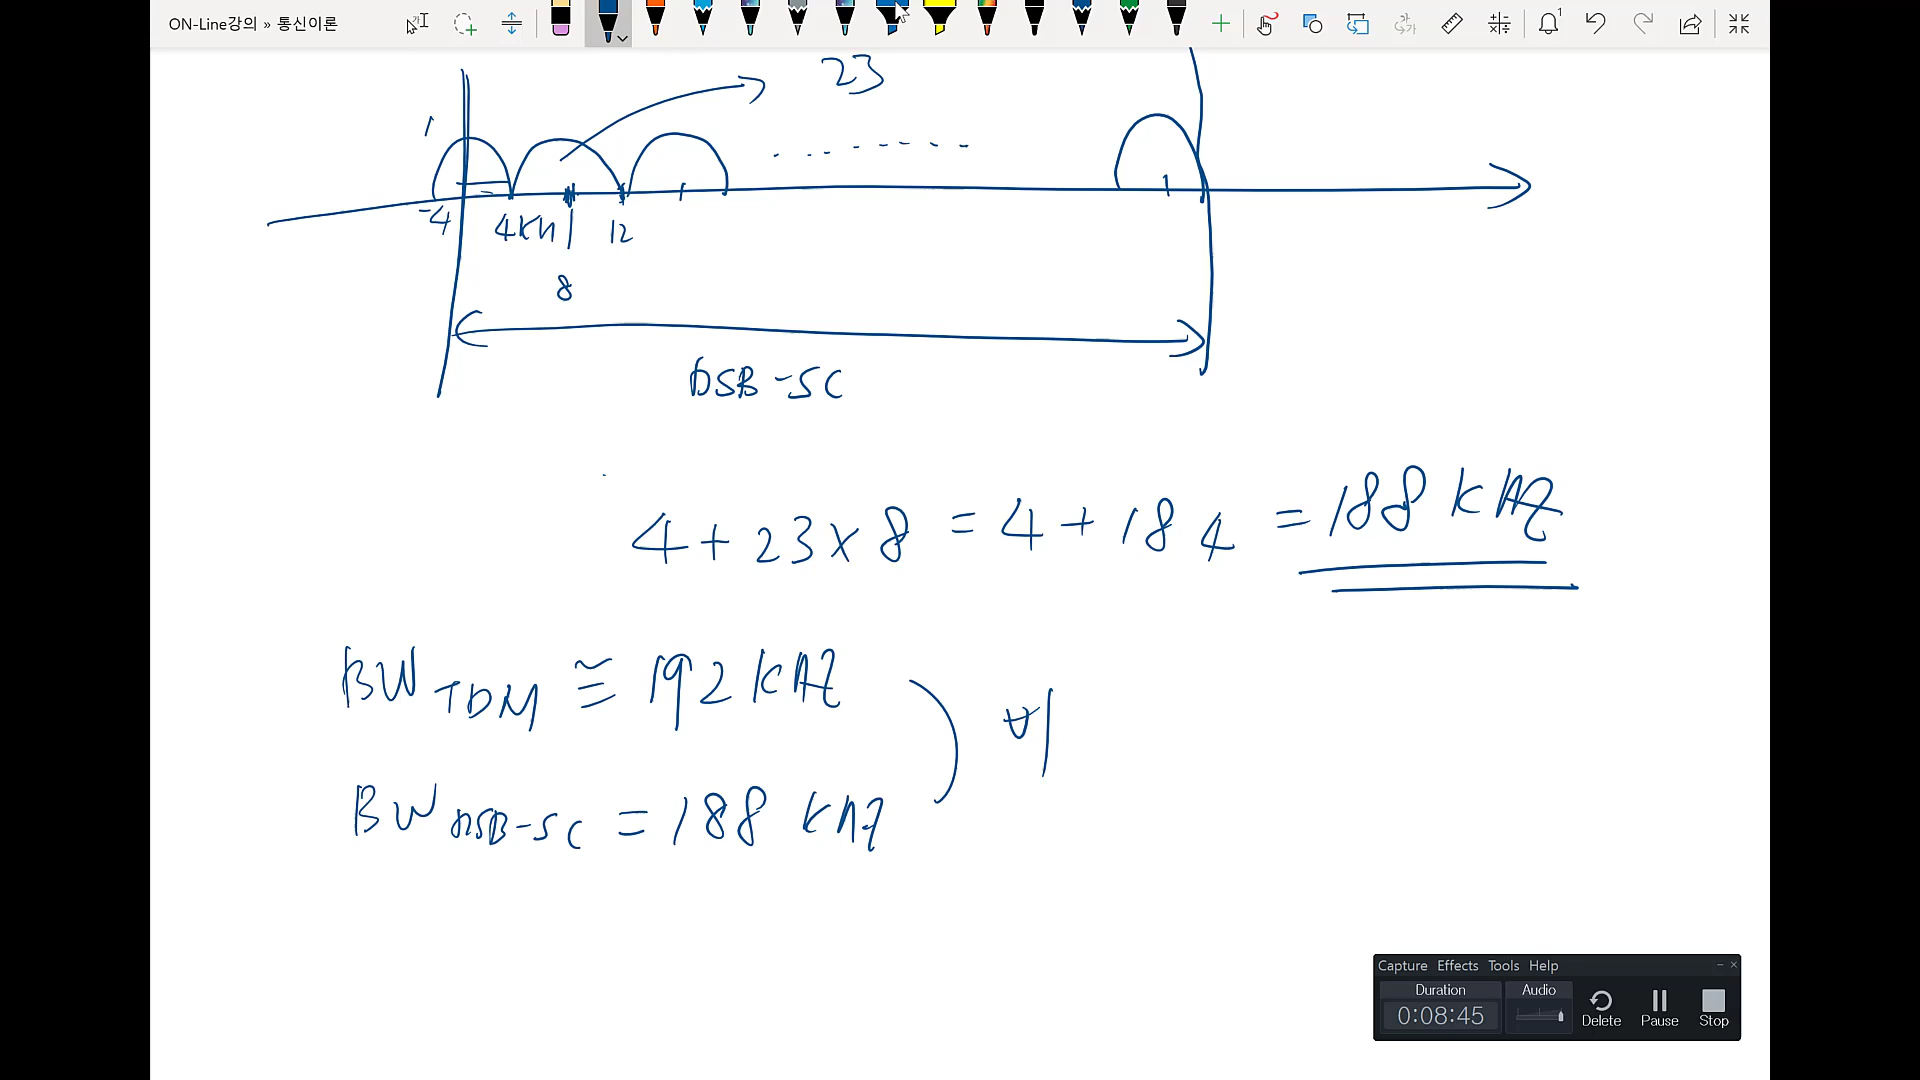 ON-Line강의 » 통신이론
1
23
1
-4
4KH
12
8
DSB-SC
4 + 23 x 8 = 4 + 184 = 188 kHz
BW TDM ≅ 192 kHz
BW DSB-SC = 188 kHz
Capture Effects Tools Help
Duration
Audio
0:08:45
Delete
Pause
Stop